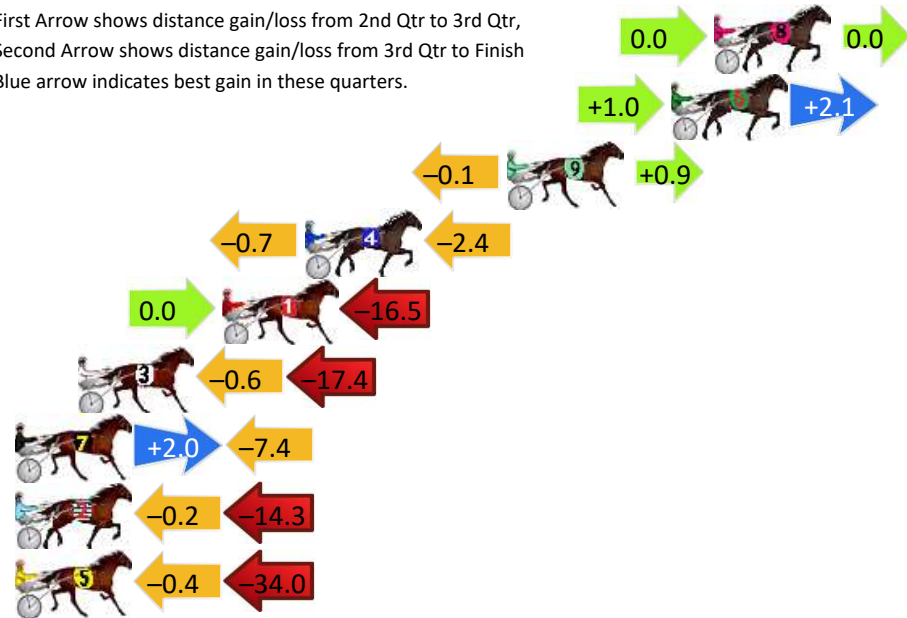 First Arrow shows distance gain/loss from 2nd Qtr to 3rd Qtr,
Second Arrow shows distance gain/loss from 3rd Qtr to Finish
Blue arrow indicates best gain in these quarters.
0.0 8 0.0
+1.0 6 +2.1
–0.1 9 +0.9
–0.7 4 –2.4
0.0 1 –16.5
3 –0.6 –17.4
7 +2.0 –7.4
2 –0.2 –14.3
5 –0.4 –34.0